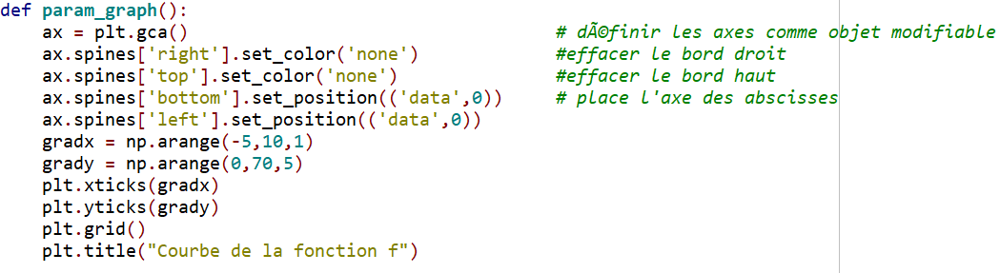 def param_graph():
    ax = plt.gca() # dÃ©finir les axes comme objet modifiable
    ax.spines['right'].set_color('none') #effacer le bord droit
    ax.spines['top'].set_color('none') #effacer le bord haut
    ax.spines['bottom'].set_position(('data',0)) # place l'axe des abscisses
    ax.spines['left'].set_position(('data',0))
    gradx = np.arange(-5,10,1)
    grady = np.arange(0,70,5)
    plt.xticks(gradx)
    plt.yticks(grady)
    plt.grid()
    plt.title("Courbe de la fonction f")